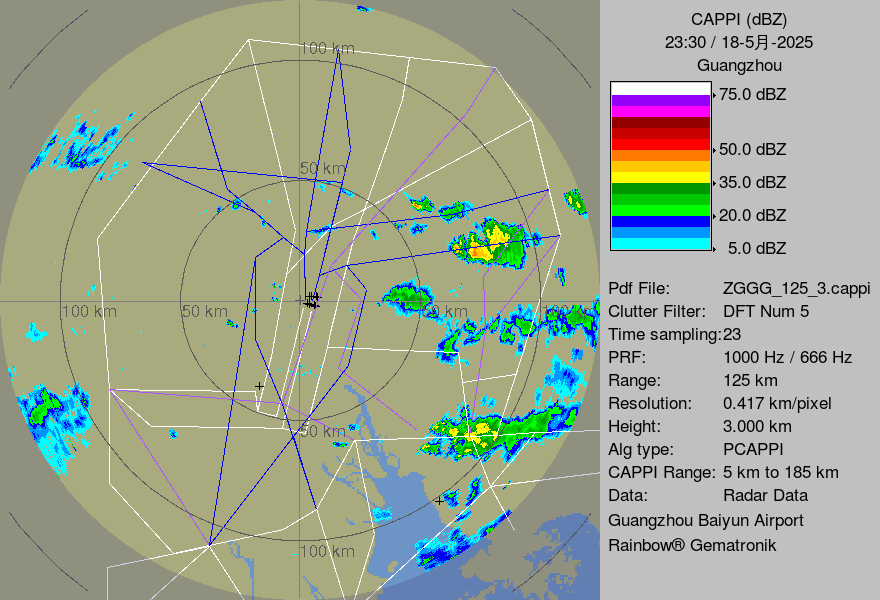 CAPPI (dBZ)
23:30 / 18-5月-2025
Guangzhou
75.0 dBZ
50.0 dBZ
35.0 dBZ
20.0 dBZ
5.0 dBZ
Pdf File: ZGGG_125_3.cappi
Clutter Filter: DFT Num 5
Time sampling:23
PRF: 1000 Hz / 666 Hz
Range: 125 km
Resolution: 0.417 km/pixel
Height: 3.000 km
Alg type: PCAPPI
CAPPI Range: 5 km to 185 km
Data: Radar Data
Guangzhou Baiyun Airport
Rainbow® Gematronik
100 km
50 km
100 km
50 km
50 km
100 km